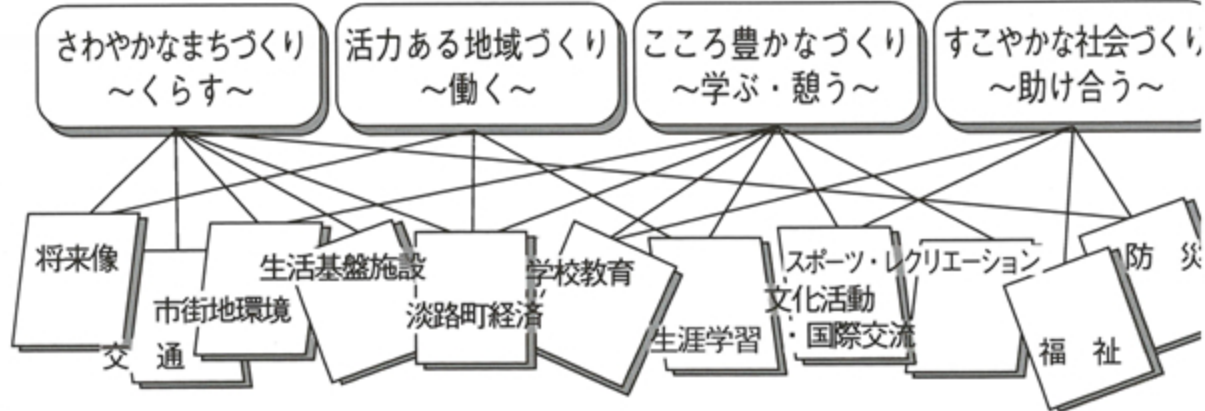 さわやかなまちづくり
～くらす～
活力ある地域づくり
～働く～
こころ豊かなづくり
～学ぶ・憩う～
すこやかな社会づくり
～助け合う～
将来像
交　通
市街地環境
生活基盤施設
淡路町経済
学校教育
生涯学習
スポーツ・レクリエーション
文化活動
・国際交流
福　祉
防　災